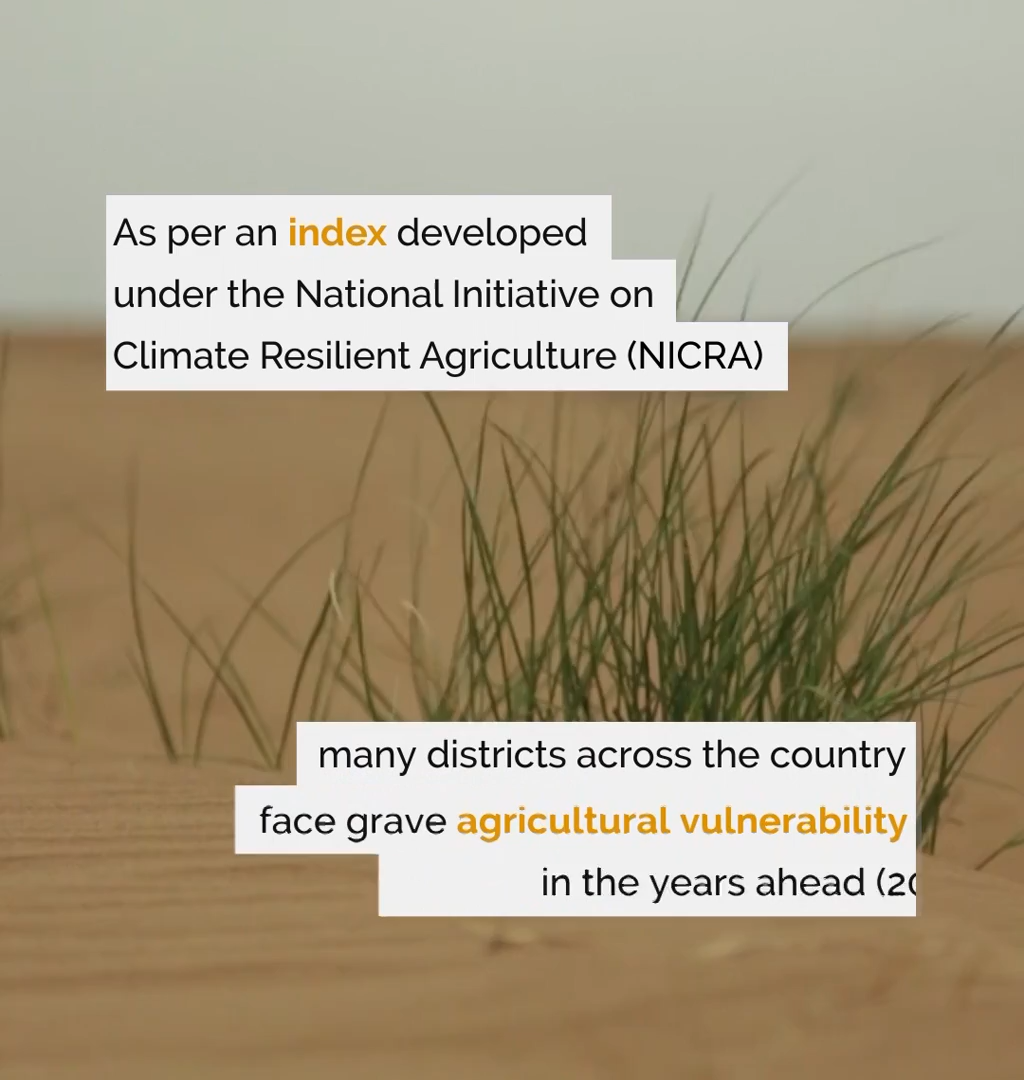 As per an index developed
under the National Initiative on
Climate Resilient Agriculture (NICRA)
many districts across the country
face grave agricultural vulnerability
in the years ahead